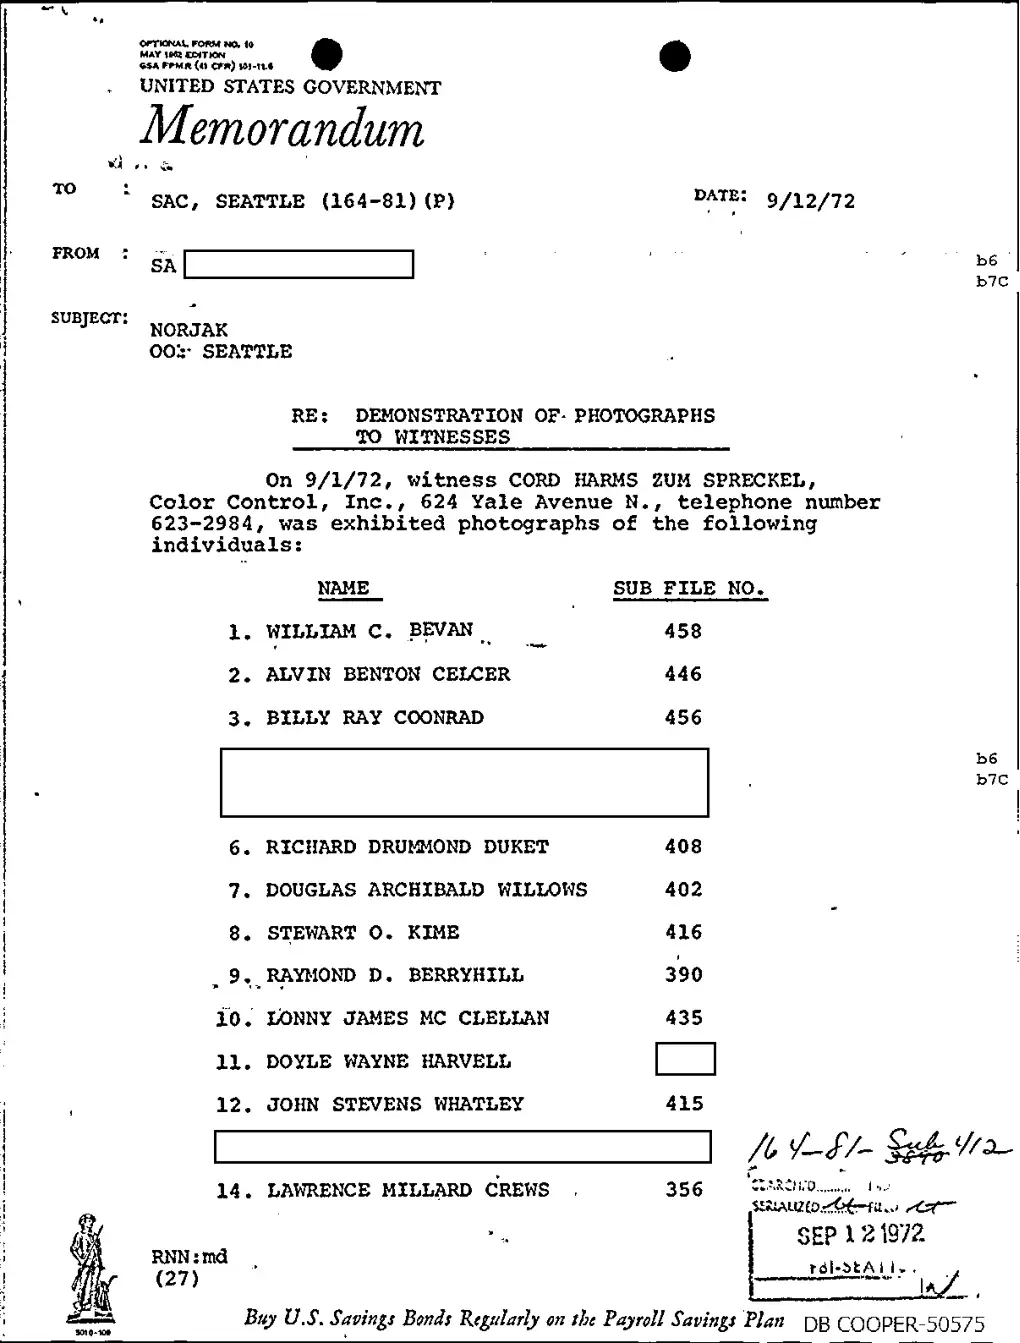 OPTIONAL FORM NO. 10
MAY 1962 EDITION
GSA FPMR (41 CFR) 101-11.6
UNITED STATES GOVERNMENT
Memorandum
TO : SAC, SEATTLE (164-81) (P) DATE: 9/12/72
FROM : SA b6
b7C
SUBJECT: NORJAK
OO: SEATTLE
RE: DEMONSTRATION OF PHOTOGRAPHS
TO WITNESSES
On 9/1/72, witness CORD HARMS ZUM SPRECKEL,
Color Control, Inc., 624 Yale Avenue N., telephone number
623-2984, was exhibited photographs of the following
individuals:
NAME SUB FILE NO.
1. WILLIAM C. BEVAN 458
2. ALVIN BENTON CELCER 446
3. BILLY RAY COONRAD 456
b6
b7C
6. RICHARD DRUMMOND DUKET 408
7. DOUGLAS ARCHIBALD WILLOWS 402
8. STEWART O. KIME 416
9. RAYMOND D. BERRYHILL 390
10. LONNY JAMES MC CLELLAN 435
11. DOYLE WAYNE HARVELL
12. JOHN STEVENS WHATLEY 415
164-81- Sub 412
14. LAWRENCE MILLARD CREWS 356
SEARCHED
SERIALIZED
SEP 12 1972
RNN:md
(27)
5010-108
Buy U.S. Savings Bonds Regularly on the Payroll Savings Plan
DB COOPER-50575